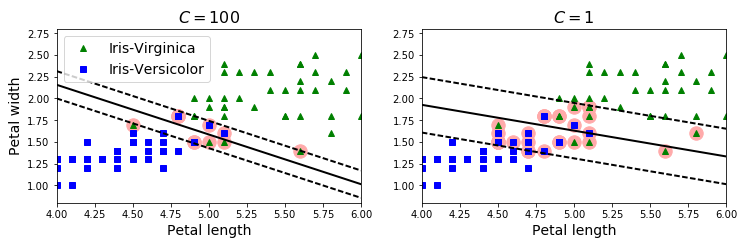 C = 100
Petal width
2.75
2.50
2.25
2.00
1.75
1.50
1.25
1.00
Iris-Virginica
Iris-Versicolor
4.00 4.25 4.50 4.75 5.00 5.25 5.50 5.75 6.00
Petal length
C = 1
2.75
2.50
2.25
2.00
1.75
1.50
1.25
1.00
4.00 4.25 4.50 4.75 5.00 5.25 5.50 5.75 6.00
Petal length